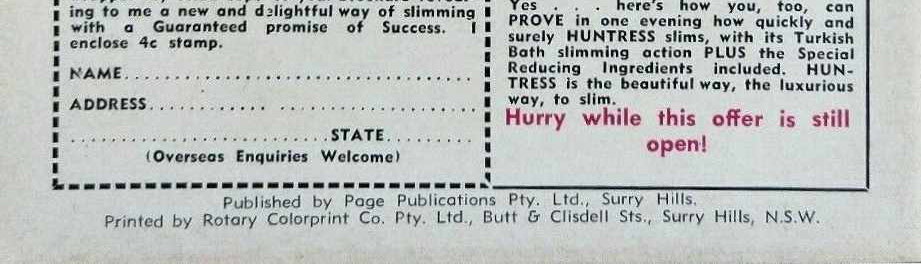 ing to me a new and delightful way of slimming
with a Guaranteed promise of Success. I
enclose 4c stamp.
NAME
ADDRESS
STATE
(Overseas Enquiries Welcome)
Yes . . . here's how you, too, can
PROVE in one evening how quickly and
surely HUNTRESS slims, with its Turkish
Bath slimming action PLUS the Special
Reducing Ingredients included. HUN-
TRESS is the beautiful way, the luxurious
way, to slim.
Hurry while this offer is still
open!
Published by Page Publications Pty. Ltd., Surry Hills.
Printed by Rotary Colorprint Co. Pty. Ltd., Butt & Clisdell Sts., Surry Hills, N.S.W.